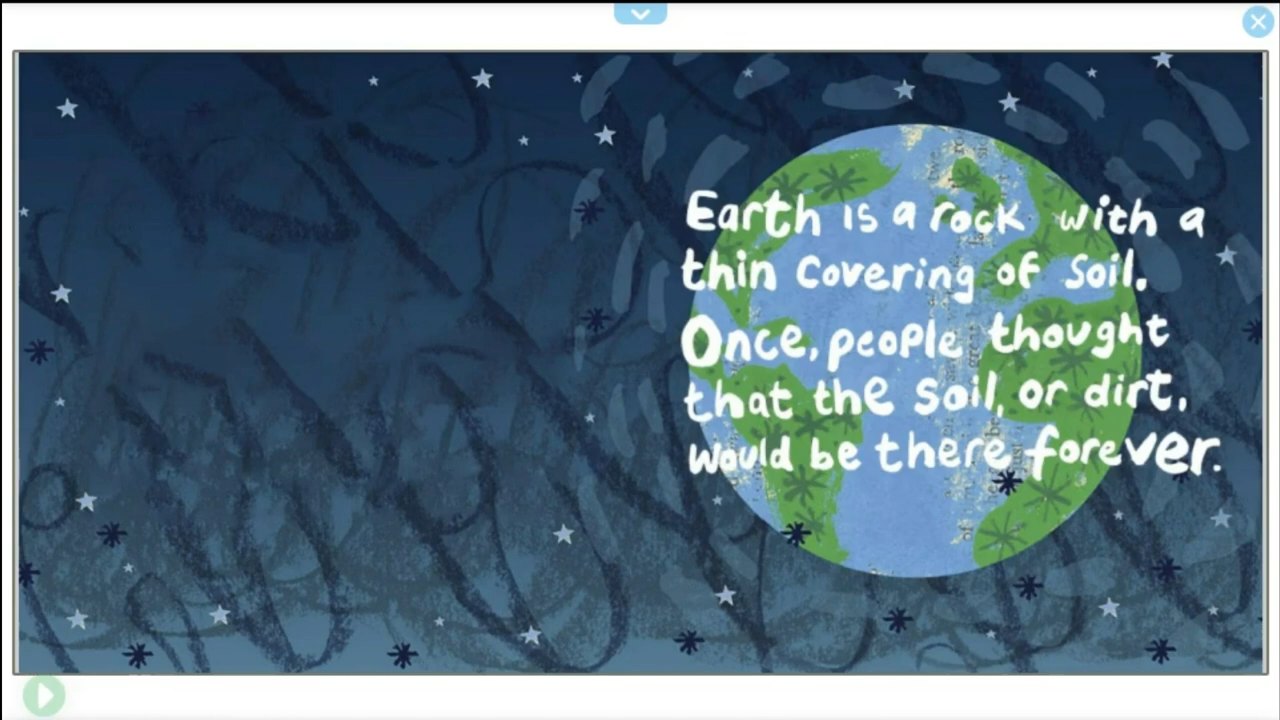 Earth is a rock with a
thin covering of soil.
Once, people thought
that the soil, or dirt,
would be there forever.